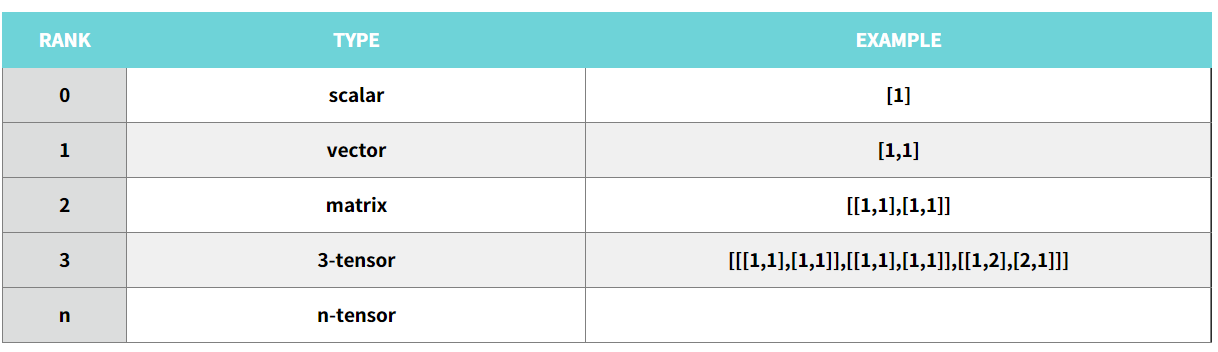 RANK TYPE EXAMPLE
0 scalar [1]
1 vector [1,1]
2 matrix [[1,1],[1,1]]
3 3-tensor [[[1,1],[1,1]],[[1,1],[1,1]],[[1,2],[2,1]]]
n n-tensor